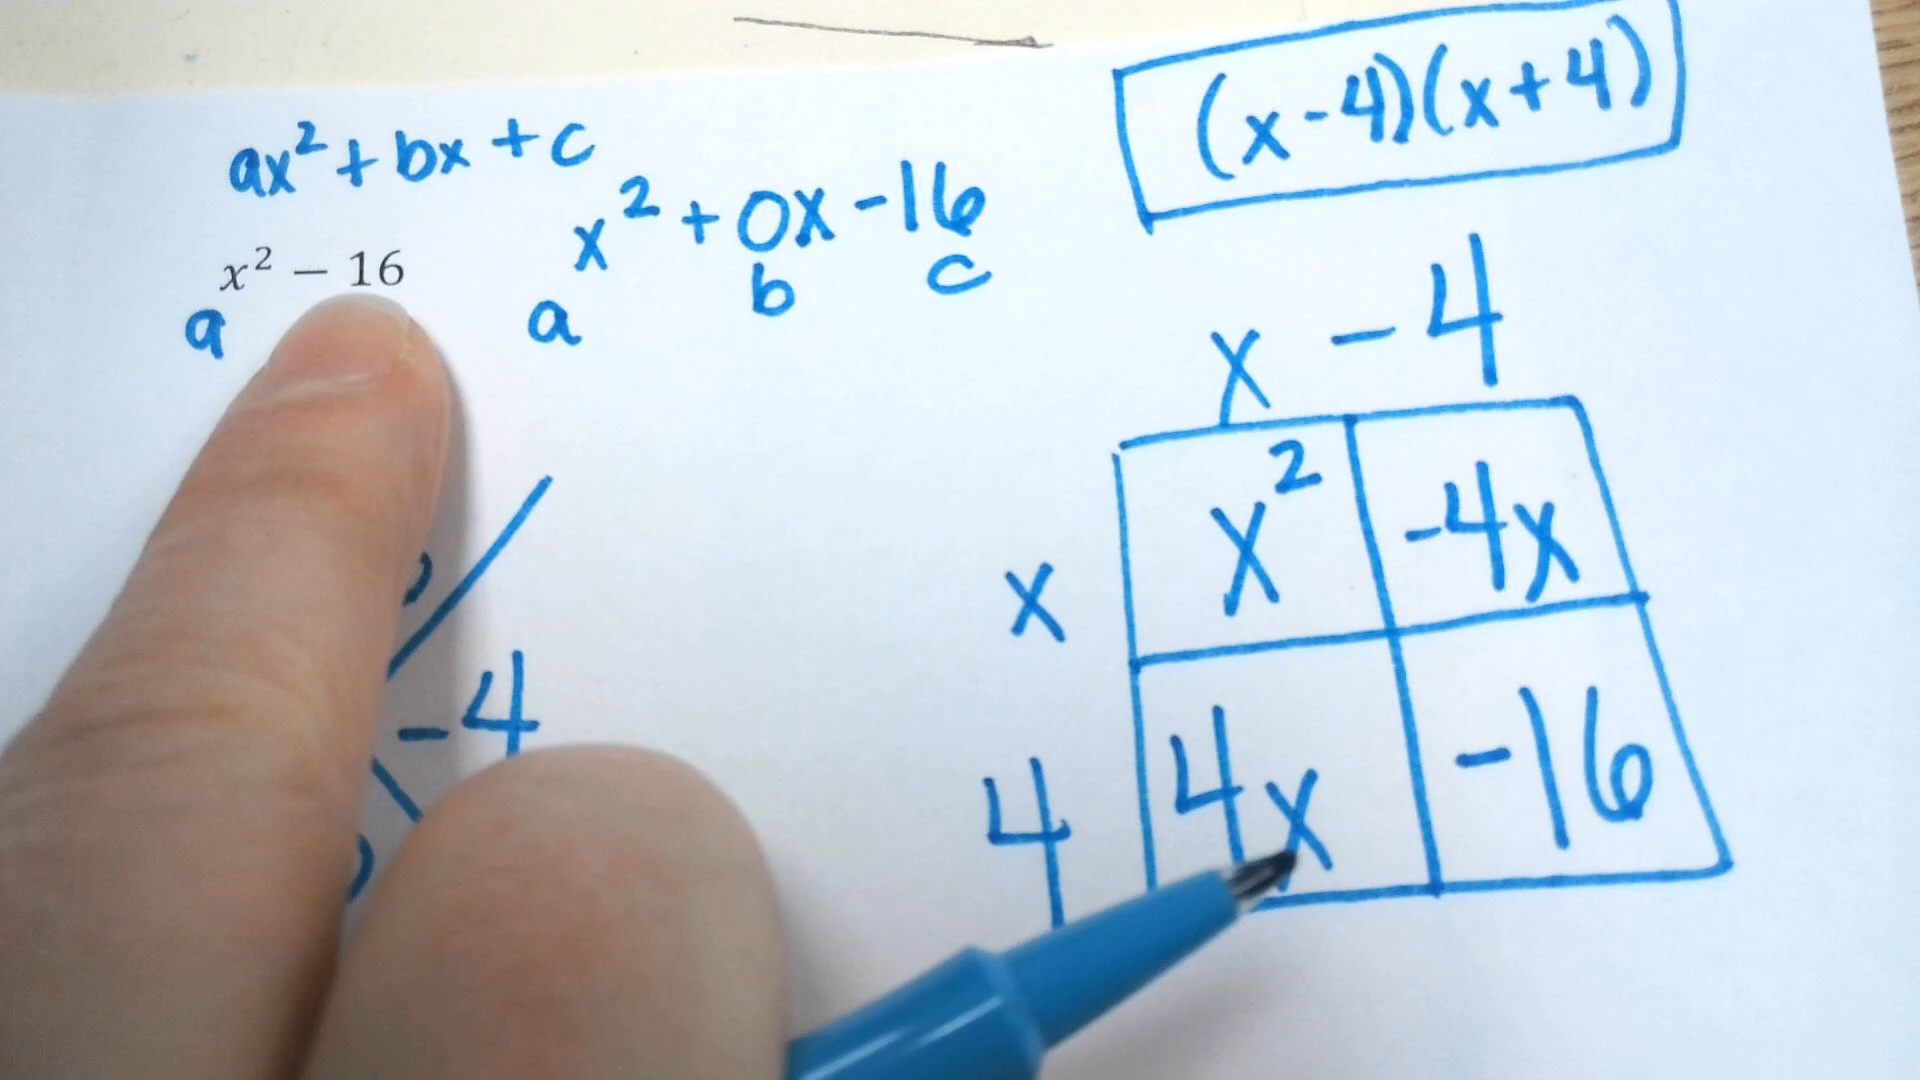 ax² + bx + c
(x-4)(x+4)
x² + 0x - 16
a b c
x² − 16
a
x - 4
x x² -4x
4 4x -16
-4